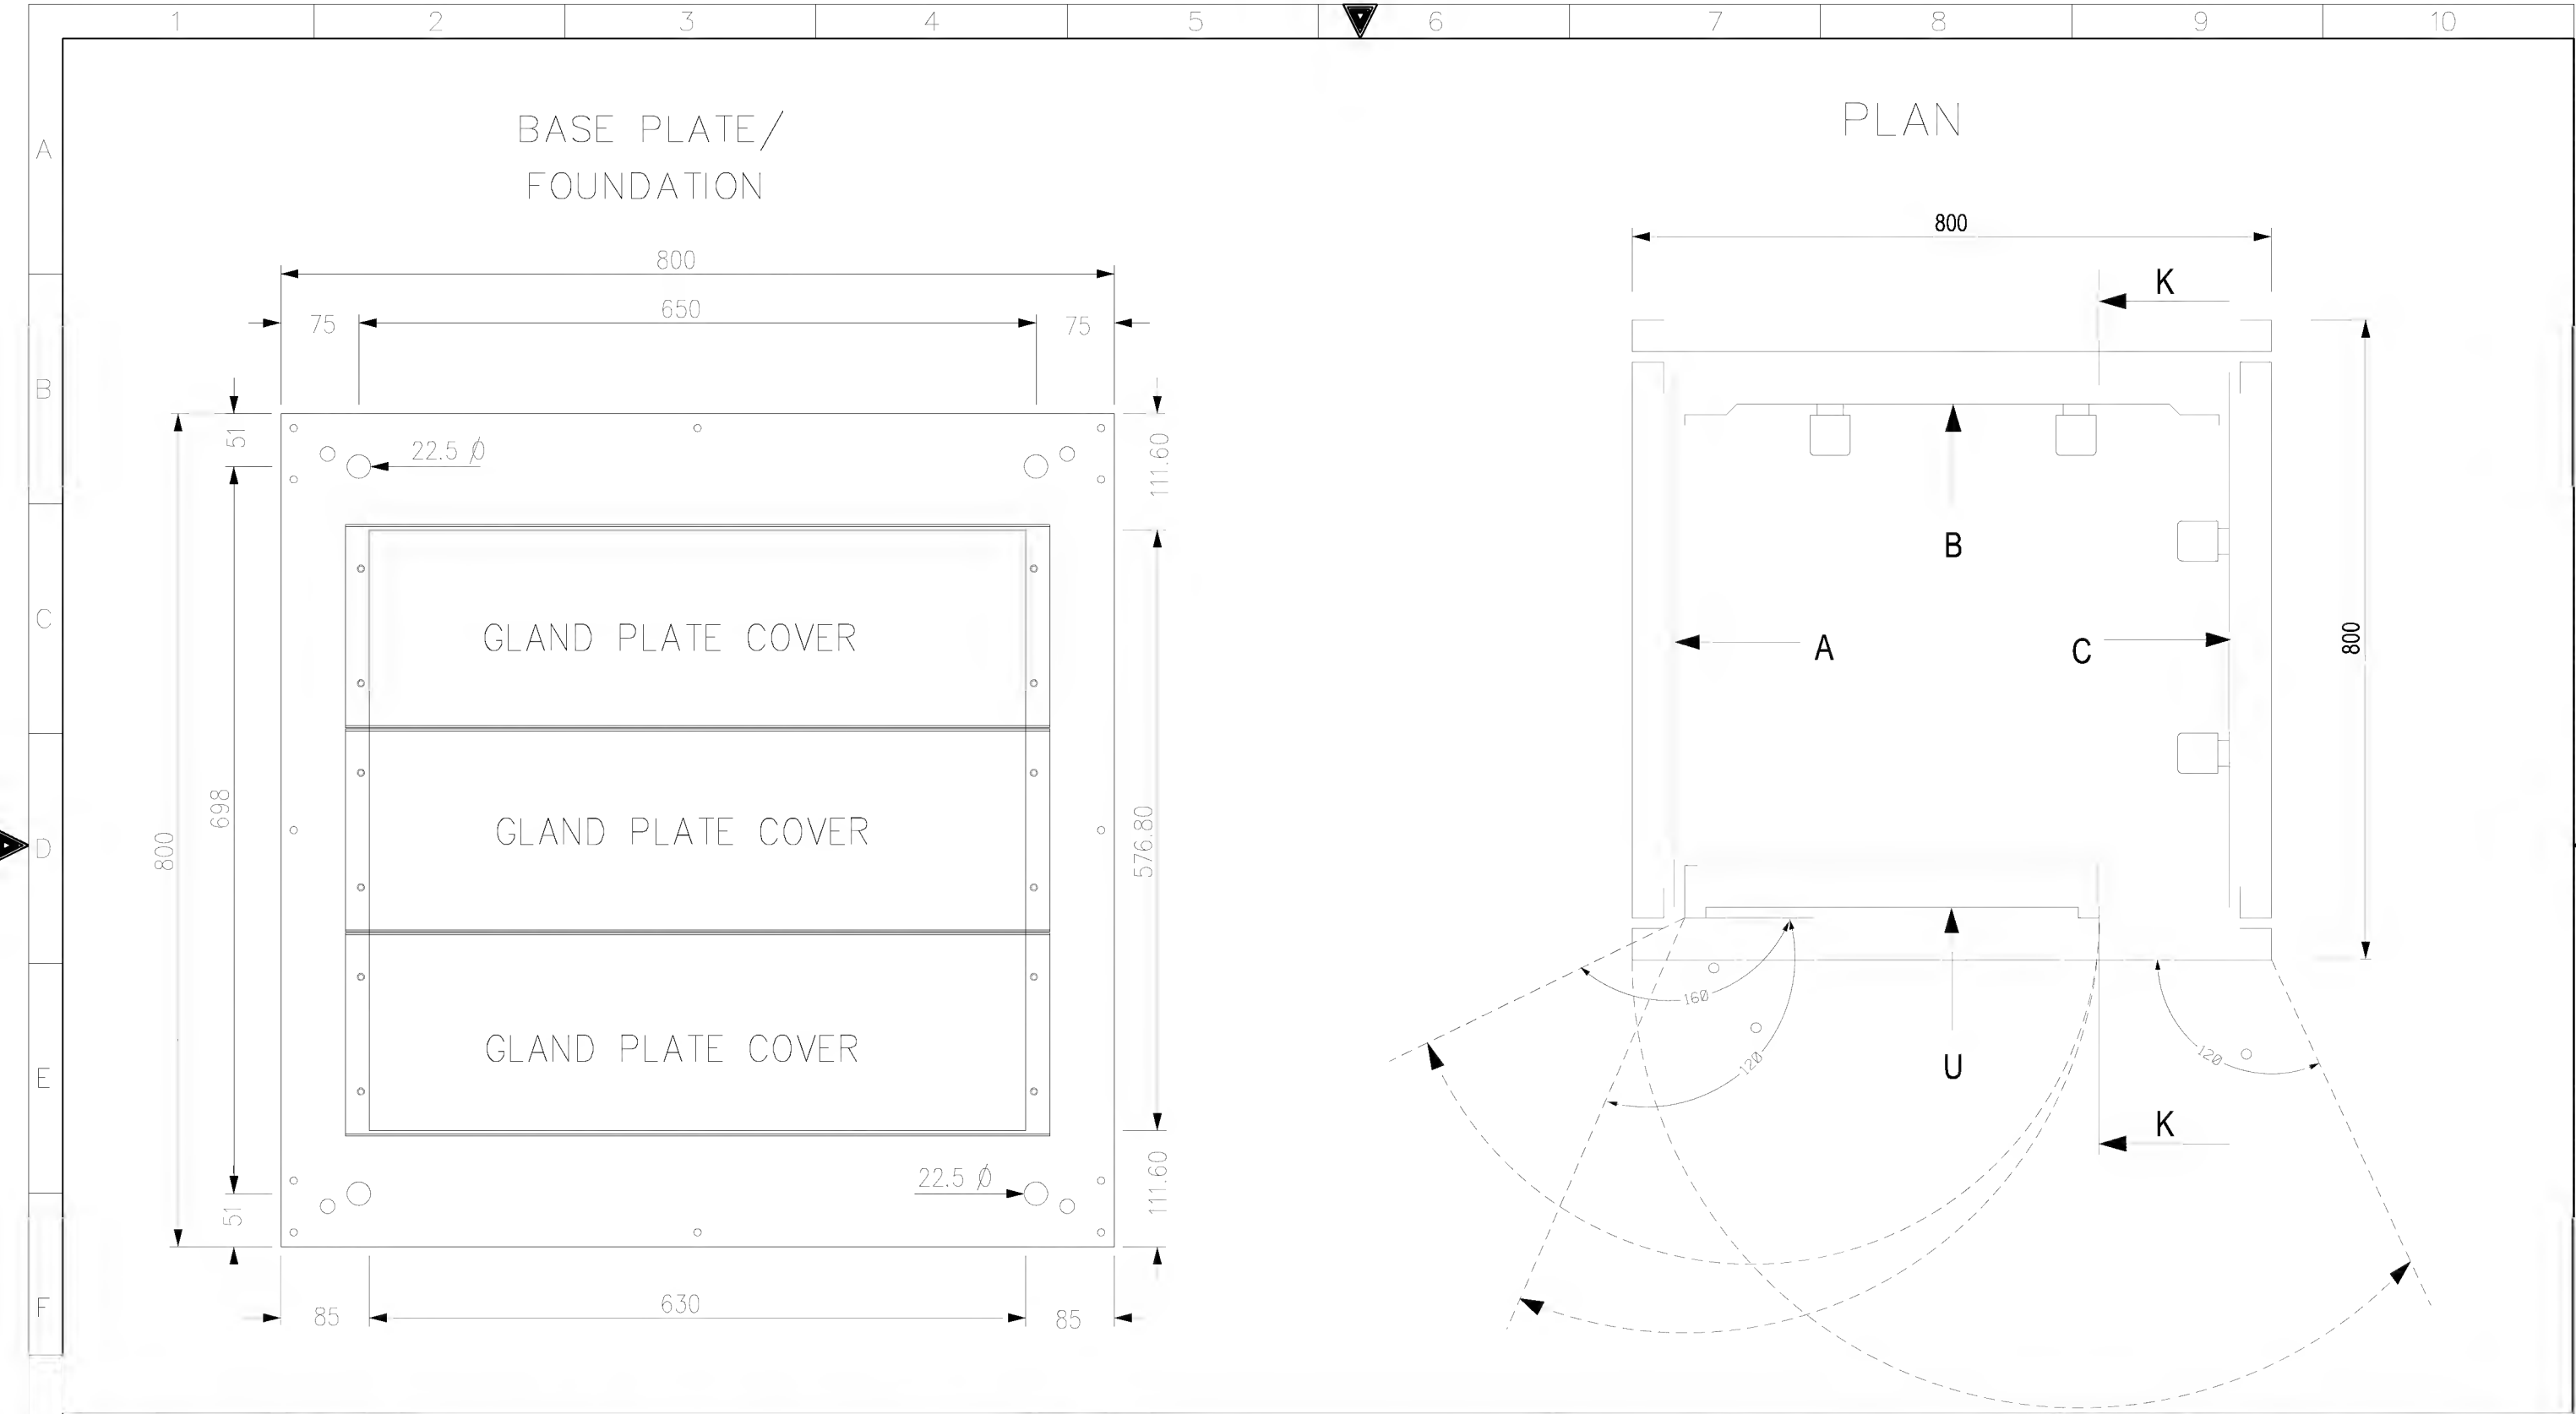 1 2 3 4 5 6 7 8 9 10
A
B
C
D
E
F
BASE PLATE/
FOUNDATION
800
650
75
75
51
22.5 Ø
111.60
GLAND PLATE COVER
698
800
GLAND PLATE COVER
576.80
GLAND PLATE COVER
22.5 Ø
51
111.60
85
630
85
PLAN
800
K
B
A
C
800
160°
120°
U
120°
K